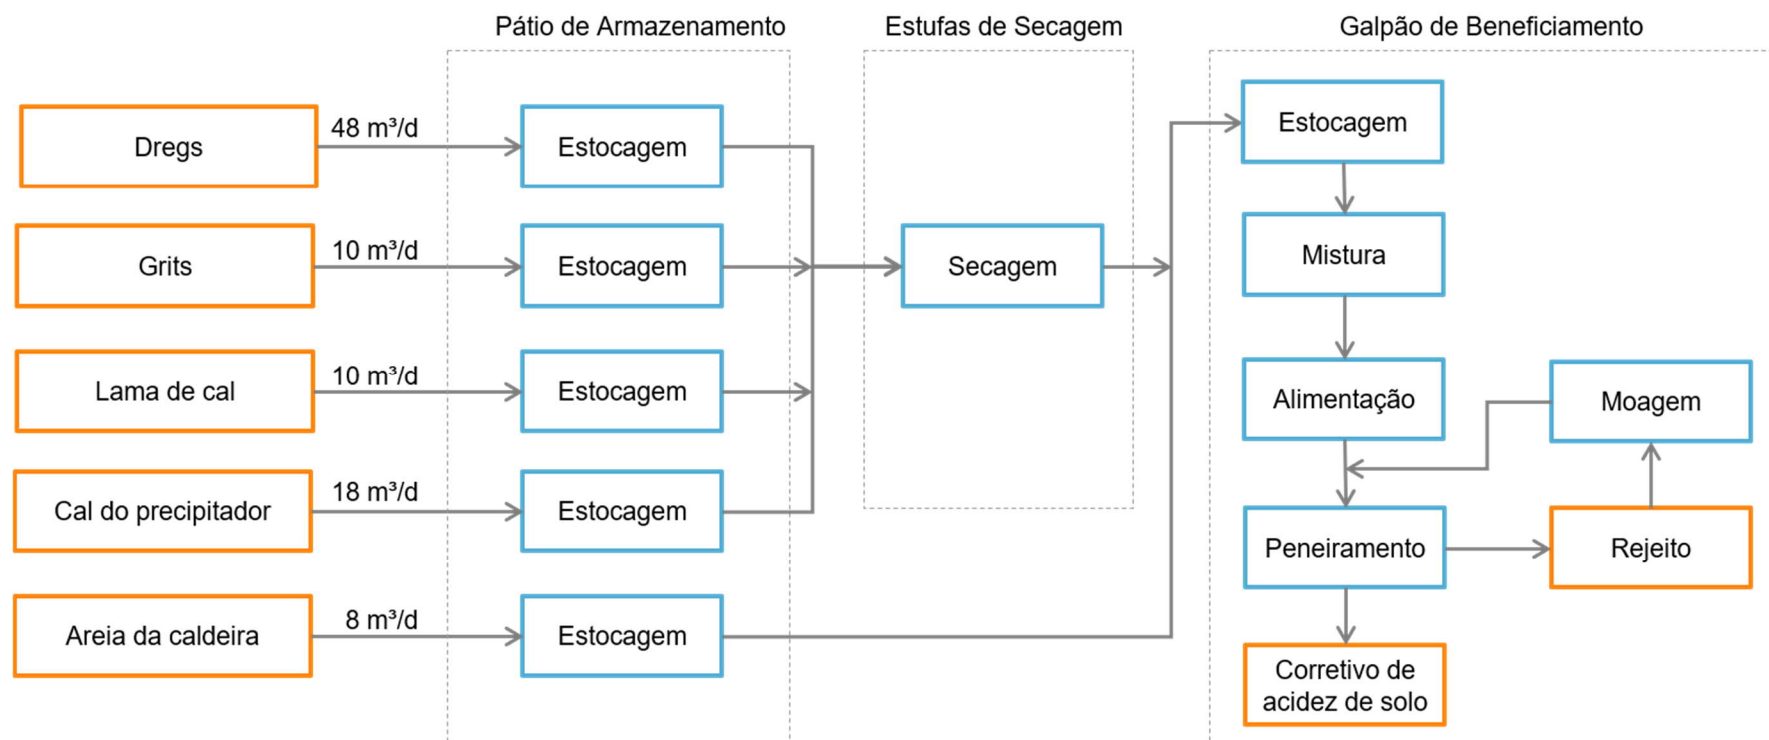 Pátio de Armazenamento
Estufas de Secagem
Galpão de Beneficiamento
Dregs
48 m³/d
Estocagem
Grits
10 m³/d
Estocagem
Lama de cal
10 m³/d
Estocagem
Cal do precipitador
18 m³/d
Estocagem
Areia da caldeira
8 m³/d
Estocagem
Secagem
Estocagem
Mistura
Alimentação
Moagem
Peneiramento
Rejeito
Corretivo de
acidez de solo